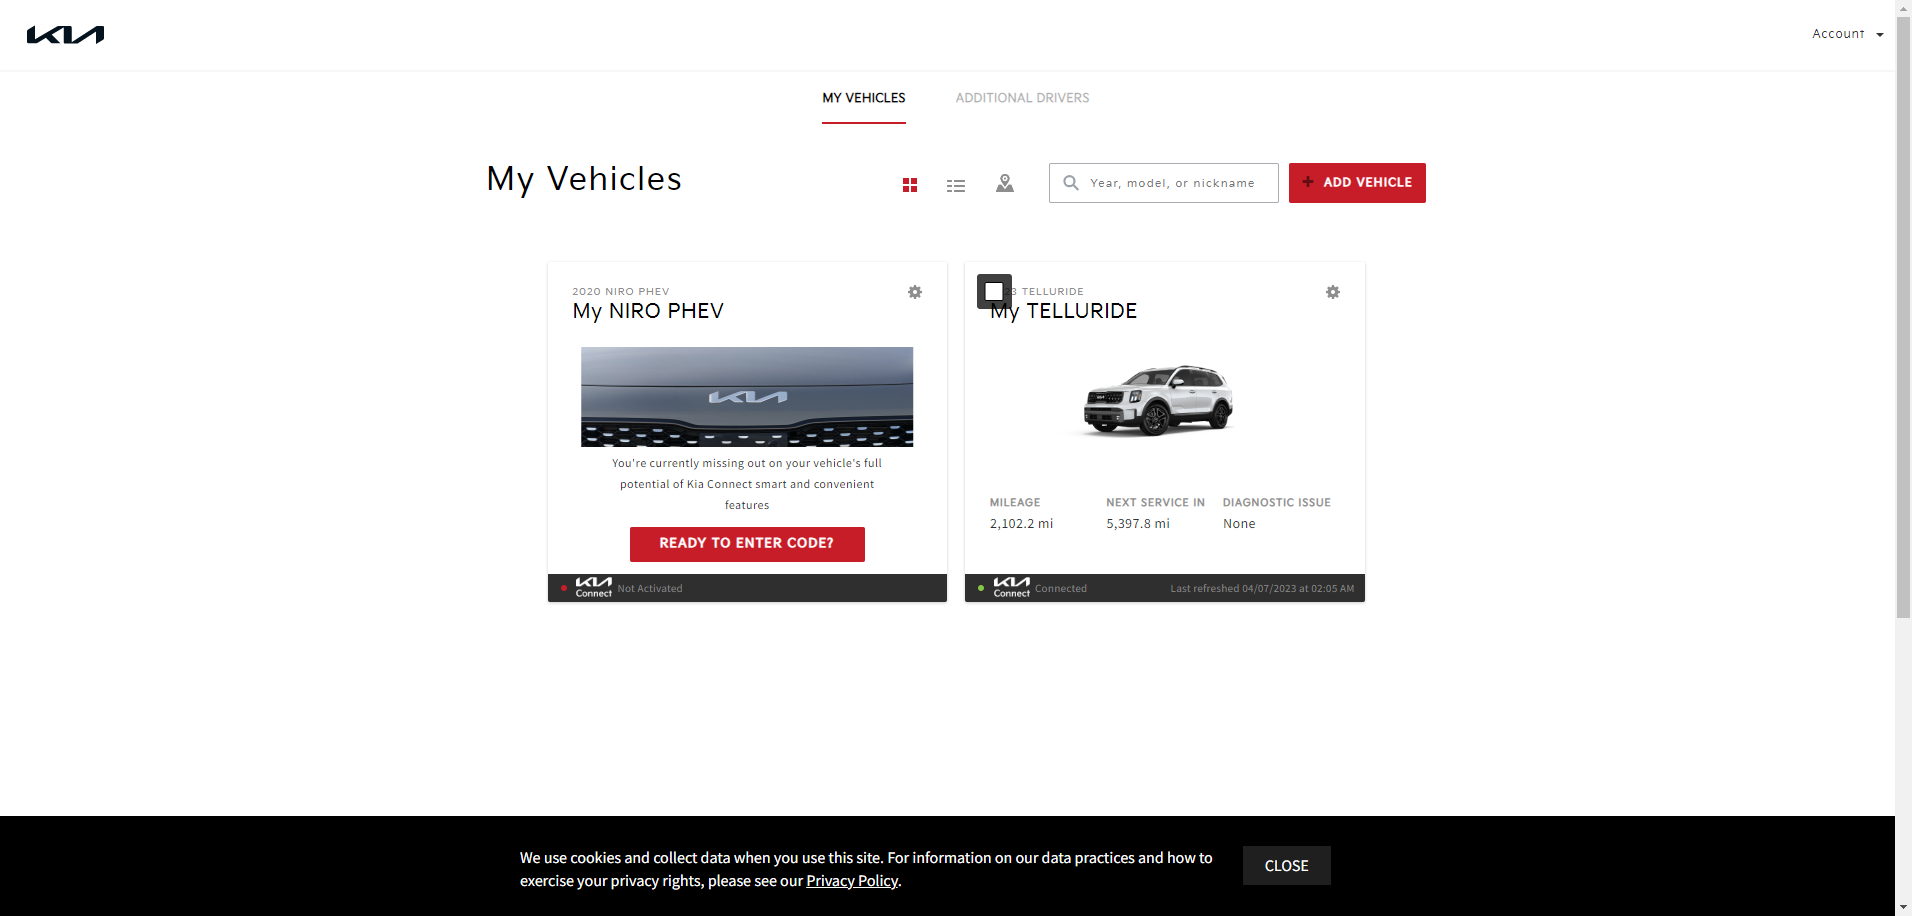 KIA
Account
MY VEHICLES
ADDITIONAL DRIVERS
My Vehicles
Year, model, or nickname
+ ADD VEHICLE
2020 NIRO PHEV
My NIRO PHEV
KIA
You're currently missing out on your vehicle's full
potential of Kia Connect smart and convenient
features
READY TO ENTER CODE?
KIA
Connect
Not Activated
TELLURIDE
My TELLURIDE
MILEAGE
NEXT SERVICE IN
DIAGNOSTIC ISSUE
2,102.2 mi
5,397.8 mi
None
KIA
Connect
Connected
Last refreshed 04/07/2023 at 02:05 AM
We use cookies and collect data when you use this site. For information on our data practices and how to
exercise your privacy rights, please see our Privacy Policy.
CLOSE